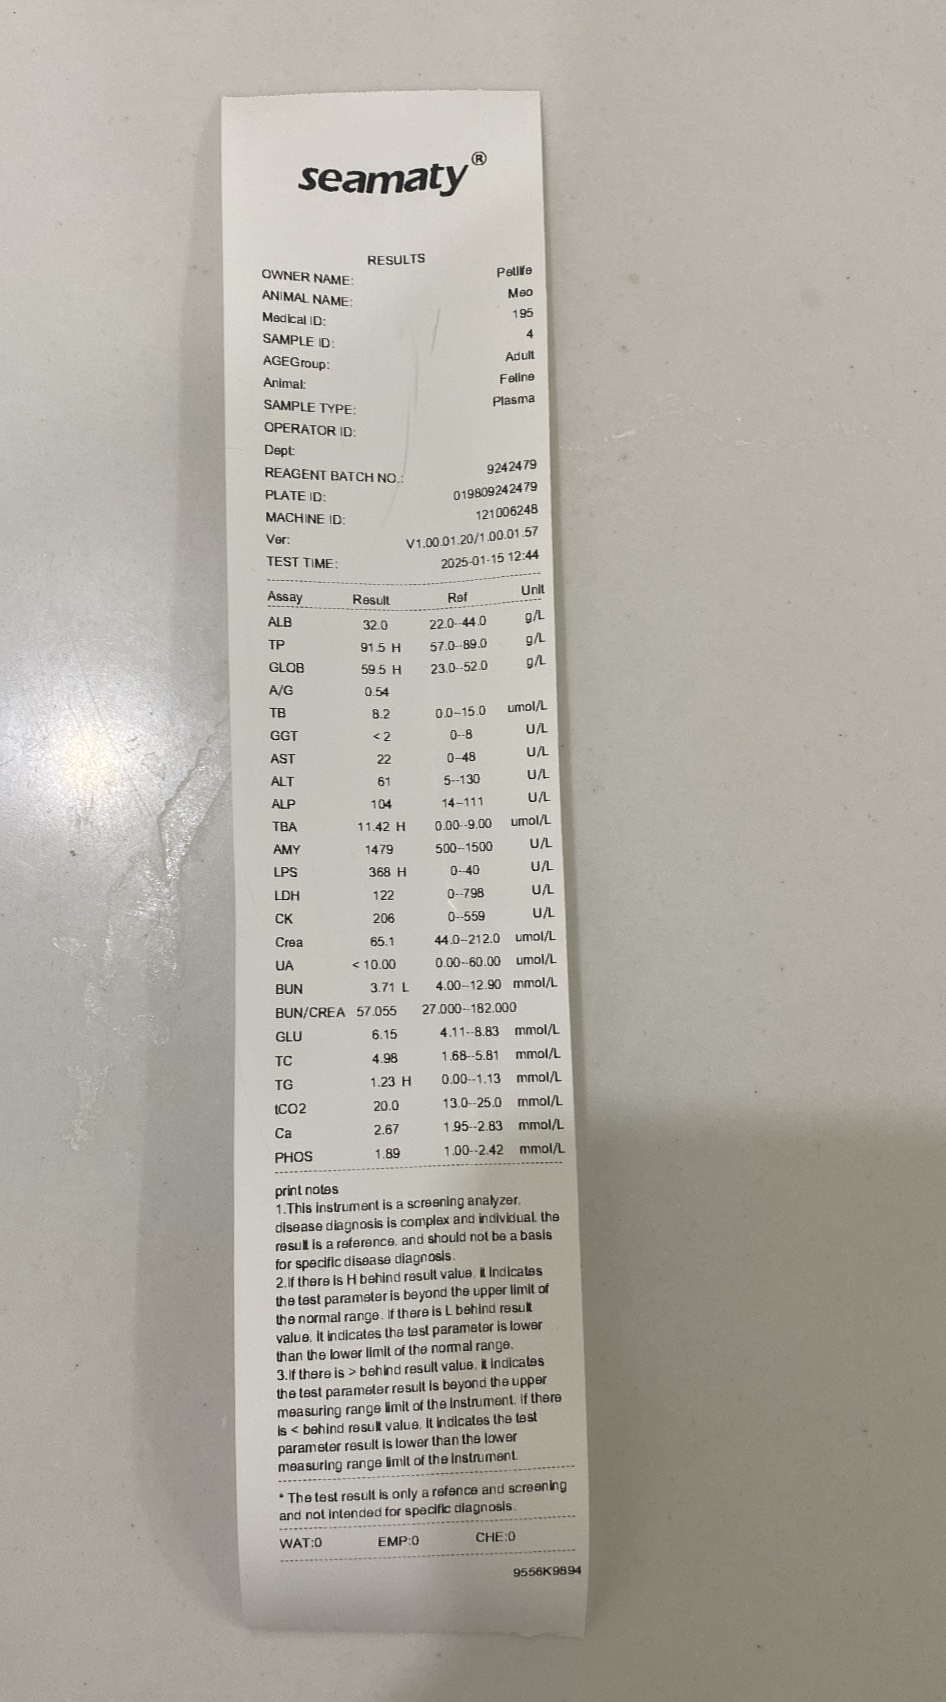 seamaty®
RESULTS
OWNER NAME: Petlife
ANIMAL NAME: Meo
Medical ID: 195
SAMPLE ID: 4
AGEGroup: Adult
Animal: Feline
SAMPLE TYPE: Plasma
OPERATOR ID:
Dept:
REAGENT BATCH NO.: 9242479
PLATE ID: 019809242479
MACHINE ID: 121006248
Ver: V1.00.01.20/1.00.01.57
TEST TIME: 2025-01-15 12:44
Assay Result Ref Unit
ALB 32.0 22.0--44.0 g/L
TP 91.5 H 57.0--89.0 g/L
GLOB 59.5 H 23.0--52.0 g/L
A/G 0.54
TB 8.2 0.0--15.0 umol/L
GGT <2 0--8 U/L
AST 22 0--48 U/L
ALT 61 5--130 U/L
ALP 104 14--111 U/L
TBA 11.42 H 0.00--9.00 umol/L
AMY 1479 500--1500 U/L
LPS 368 H 0--40 U/L
LDH 122 0--798 U/L
CK 206 0--559 U/L
Crea 65.1 44.0--212.0 umol/L
UA <10.00 0.00--60.00 umol/L
BUN 3.71 L 4.00--12.90 mmol/L
BUN/CREA 57.055 27.000--182.000
GLU 6.15 4.11--8.83 mmol/L
TC 4.98 1.68--5.81 mmol/L
TG 1.23 H 0.00--1.13 mmol/L
tCO2 20.0 13.0--25.0 mmol/L
Ca 2.67 1.95--2.83 mmol/L
PHOS 1.89 1.00--2.42 mmol/L
print notes
1.This instrument is a screening analyzer,
disease diagnosis is complex and individual, the
result is a reference, and should not be a basis
for specific disease diagnosis.
2.If there is H behind result value, it indicates
the test parameter is beyond the upper limit of
the normal range. If there is L behind result
value, it indicates the test parameter is lower
than the lower limit of the normal range.
3.If there is > behind result value, it indicates
the test parameter result is beyond the upper
measuring range limit of the instrument. If there
is < behind result value, it indicates the test
parameter result is lower than the lower
measuring range limit of the instrument.
* The test result is only a refence and screening
and not intended for specific diagnosis.
WAT:0 EMP:0 CHE:0
9556K9894